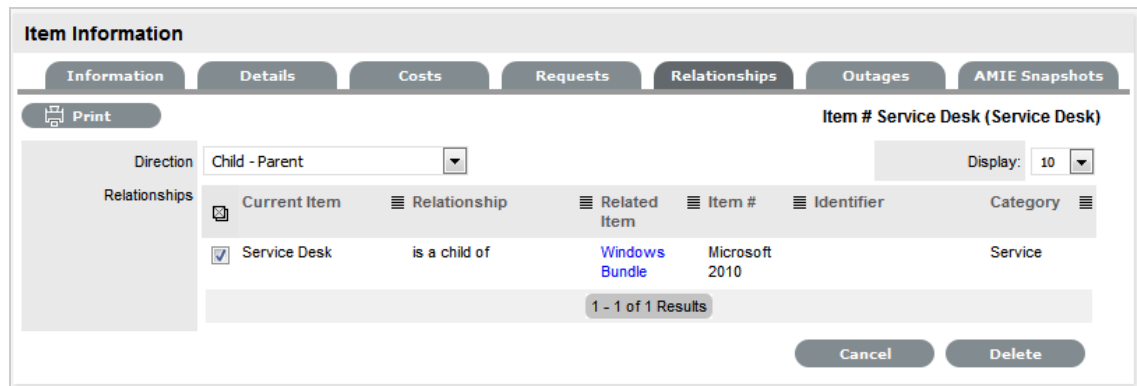 Item Information
Information Details Costs Requests Relationships Outages AMIE Snapshots
Print Item # Service Desk (Service Desk)
Direction Child - Parent Display: 10
Relationships
Current Item Relationship Related Item # Identifier Category
Item
Service Desk is a child of Windows Microsoft Service
Bundle 2010
1 - 1 of 1 Results
Cancel Delete